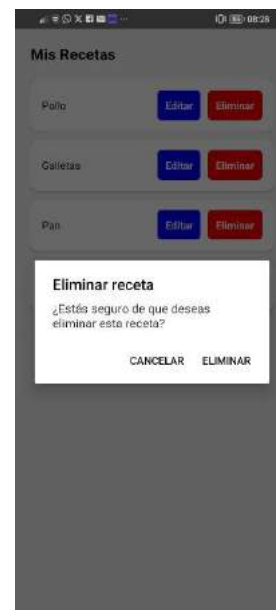 08:28
Mis Recetas
Pollo Editar Eliminar
Galletas Editar Eliminar
Pan Editar Eliminar
Eliminar receta
¿Estás seguro de que deseas
eliminar esta receta?
CANCELAR ELIMINAR